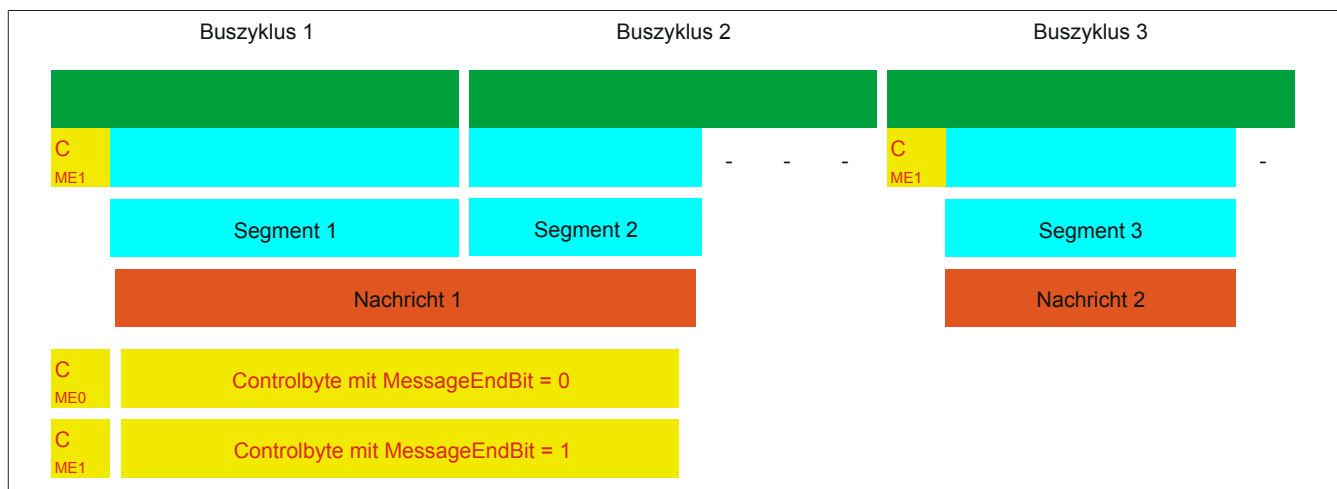 Buszyklus 1 Buszyklus 2 Buszyklus 3
C C
ME1 - - - ME1 -
Segment 1 Segment 2 Segment 3
Nachricht 1 Nachricht 2
C
ME0 Controlbyte mit MessageEndBit = 0
C
ME1 Controlbyte mit MessageEndBit = 1